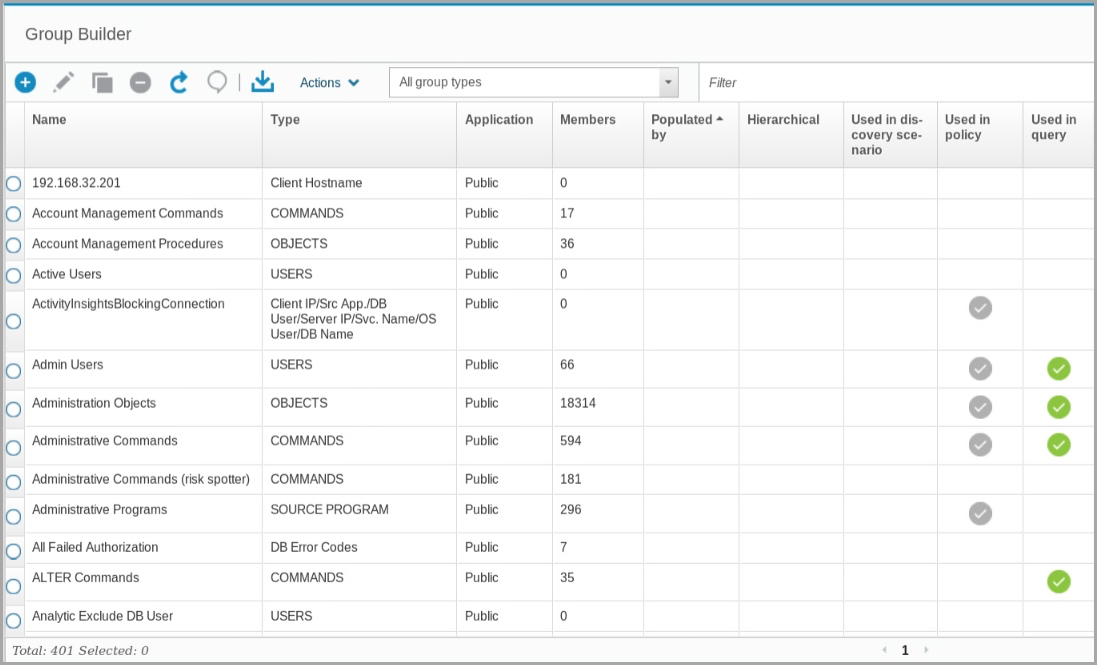 Group Builder
Actions
All group types
Filter
Name Type Application Members Populated by Hierarchical Used in dis-covery sce-nario Used in policy Used in query
192.168.32.201 Client Hostname Public 0
Account Management Commands COMMANDS Public 17
Account Management Procedures OBJECTS Public 36
Active Users USERS Public 0
ActivityInsightsBlockingConnection Client IP/Src App./DB Public 0
User/Server IP/Svc. Name/OS
User/DB Name
Admin Users USERS Public 66
Administration Objects OBJECTS Public 18314
Administrative Commands COMMANDS Public 594
Administrative Commands (risk spotter) COMMANDS Public 181
Administrative Programs SOURCE PROGRAM Public 296
All Failed Authorization DB Error Codes Public 7
ALTER Commands COMMANDS Public 35
Analytic Exclude DB User USERS Public 0
Total: 401 Selected: 0 1